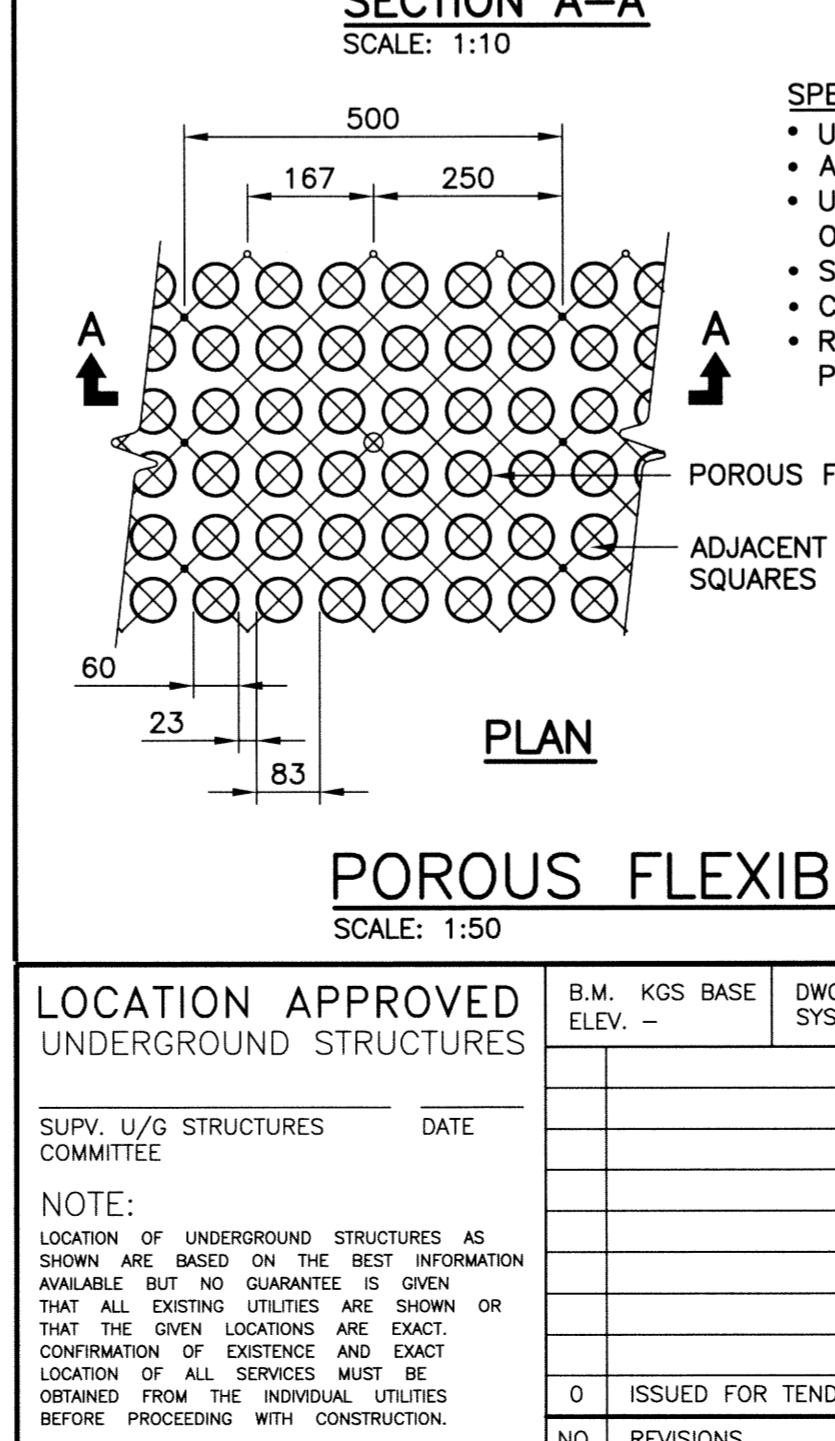 SECTION A–A
SCALE: 1:10
500
167
250
A
A
POROUS
ADJACENT
SQUARES
60
23
83
PLAN
POROUS FLEXIB
SCALE: 1:50
LOCATION APPROVED
UNDERGROUND STRUCTURES
SUPV. U/G STRUCTURES
COMMITTEE
DATE
NOTE:
LOCATION OF UNDERGROUND STRUCTURES AS
SHOWN ARE BASED ON THE BEST INFORMATION
AVAILABLE BUT NO GUARANTEE IS GIVEN
THAT ALL EXISTING UTILITIES ARE SHOWN OR
THAT THE GIVEN LOCATIONS ARE EXACT.
CONFIRMATION OF EXISTENCE AND EXACT
LOCATION OF ALL SERVICES MUST BE
OBTAINED FROM THE INDIVIDUAL UTILITIES
BEFORE PROCEEDING WITH CONSTRUCTION.
B.M. KGS BASE
ELEV. –
0 ISSUED FOR TEND
NO. REVISIONS